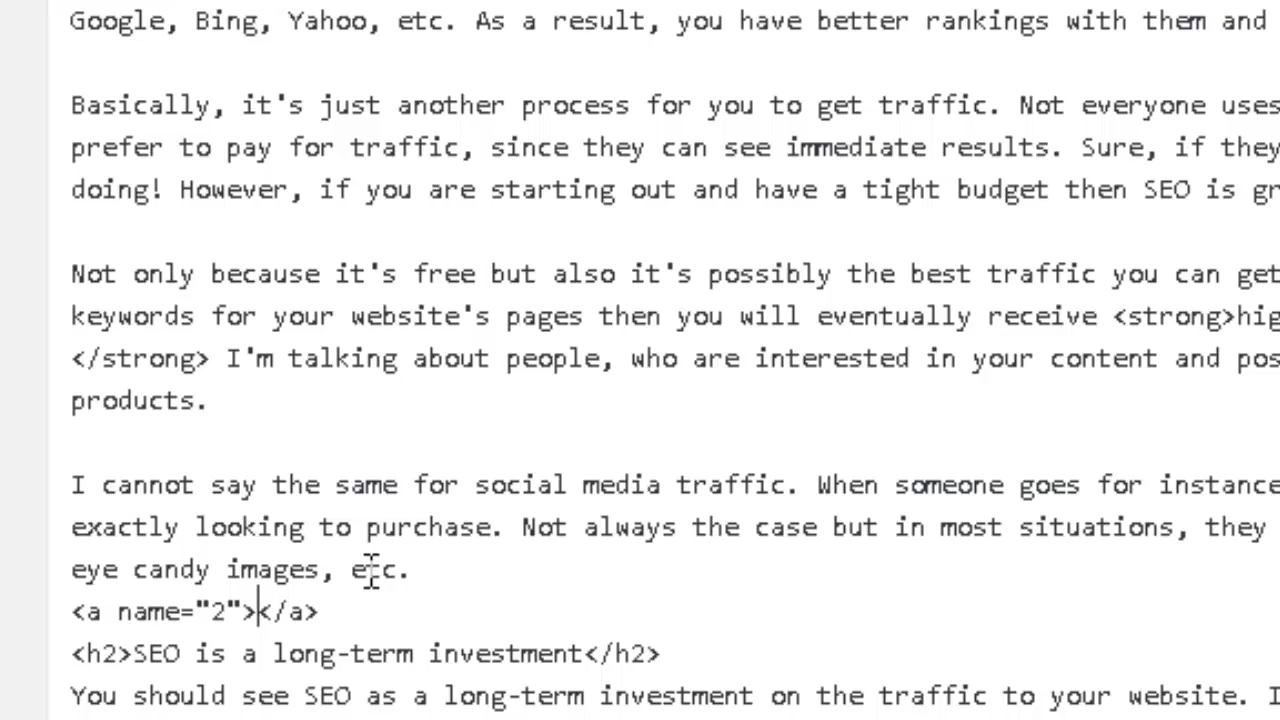 Google, Bing, Yahoo, etc. As a result, you have better rankings with them and
Basically, it's just another process for you to get traffic. Not everyone uses
prefer to pay for traffic, since they can see immediate results. Sure, if they
doing! However, if you are starting out and have a tight budget then SEO is
Not only because it's free but also it's possibly the best traffic you can get
keywords for your website's pages then you will eventually receive <strong>
</strong> I'm talking about people, who are interested in your content and
products.
I cannot say the same for social media traffic. When someone goes for instance
exactly looking to purchase. Not always the case but in most situations, they
eye candy images, etc.
<a name="2"></a>
<h2>SEO is a long-term investment</h2>
You should see SEO as a long-term investment on the traffic to your website.